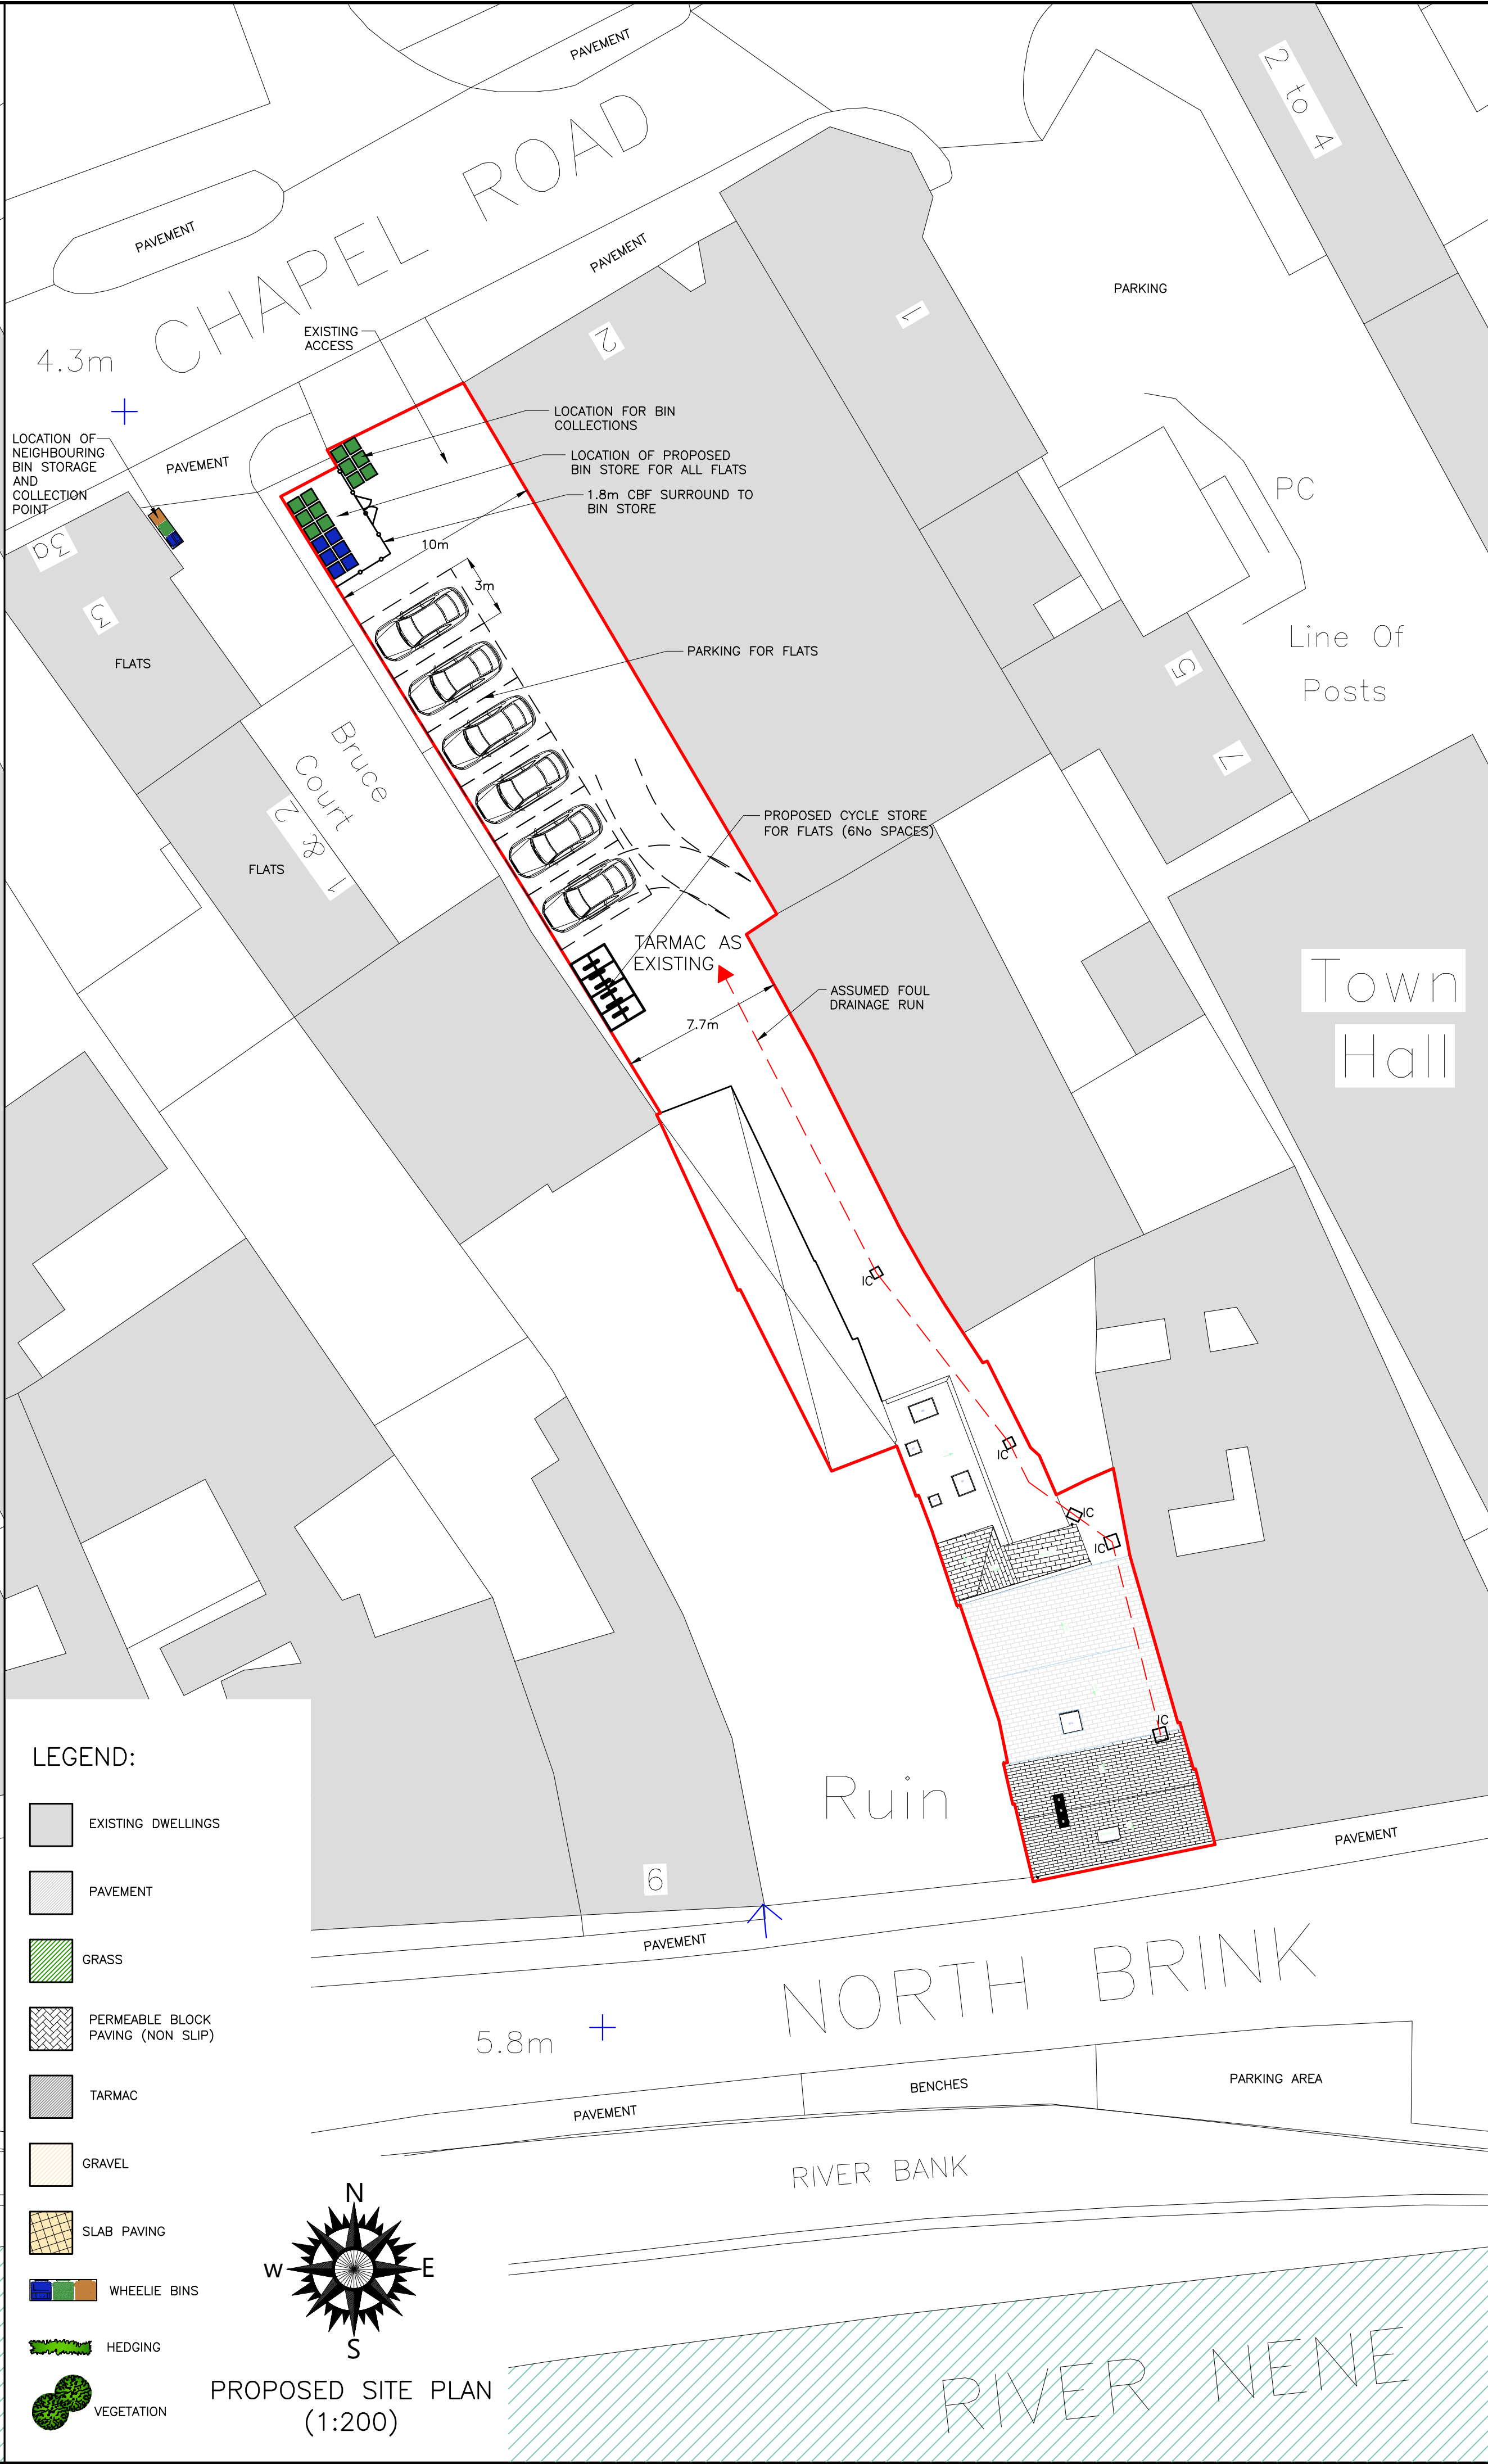 PAVEMENT
2 to 4
CHAPEL ROAD
PAVEMENT
PAVEMENT
PARKING
EXISTING
ACCESS
2
1
4.3m
LOCATION FOR BIN
COLLECTIONS
LOCATION OF
NEIGHBOURING
BIN STORAGE
AND
COLLECTION
POINT
PAVEMENT
LOCATION OF PROPOSED
BIN STORE FOR ALL FLATS
1.8m CBF SURROUND TO
BIN STORE
PC
3a
10m
3m
3
FLATS
PARKING FOR FLATS
Line Of
Posts
5
7
Bruce
Court
1 & 2
FLATS
PROPOSED CYCLE STORE
FOR FLATS (6No SPACES)
TARMAC AS
EXISTING
Town
Hall
ASSUMED FOUL
DRAINAGE RUN
7.7m
IC
IC
IC
IC
IC
Ruin
PAVEMENT
6
PAVEMENT
NORTH BRINK
5.8m
BENCHES
PARKING AREA
PAVEMENT
RIVER BANK
RIVER NENE
LEGEND:
EXISTING DWELLINGS
PAVEMENT
GRASS
PERMEABLE BLOCK
PAVING (NON SLIP)
TARMAC
GRAVEL
SLAB PAVING
WHEELIE BINS
HEDGING
VEGETATION
N
W
E
S
PROPOSED SITE PLAN
(1:200)